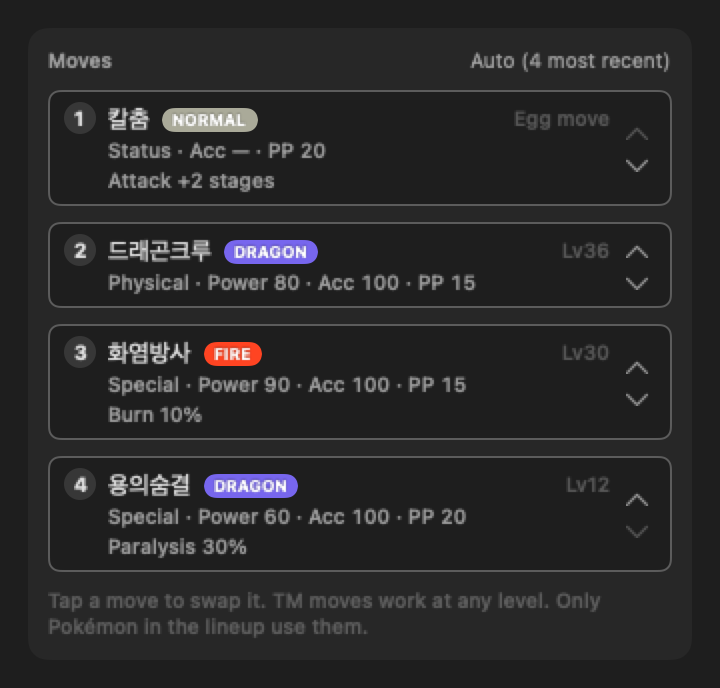 Moves Auto (4 most recent)
1 칼춤 NORMAL Egg move
Status · Acc — · PP 20
Attack +2 stages
2 드래곤크루 DRAGON Lv36
Physical · Power 80 · Acc 100 · PP 15
3 화염방사 FIRE Lv30
Special · Power 90 · Acc 100 · PP 15
Burn 10%
4 용의숨결 DRAGON Lv12
Special · Power 60 · Acc 100 · PP 20
Paralysis 30%
Tap a move to swap it. TM moves work at any level. Only
Pokémon in the lineup use them.